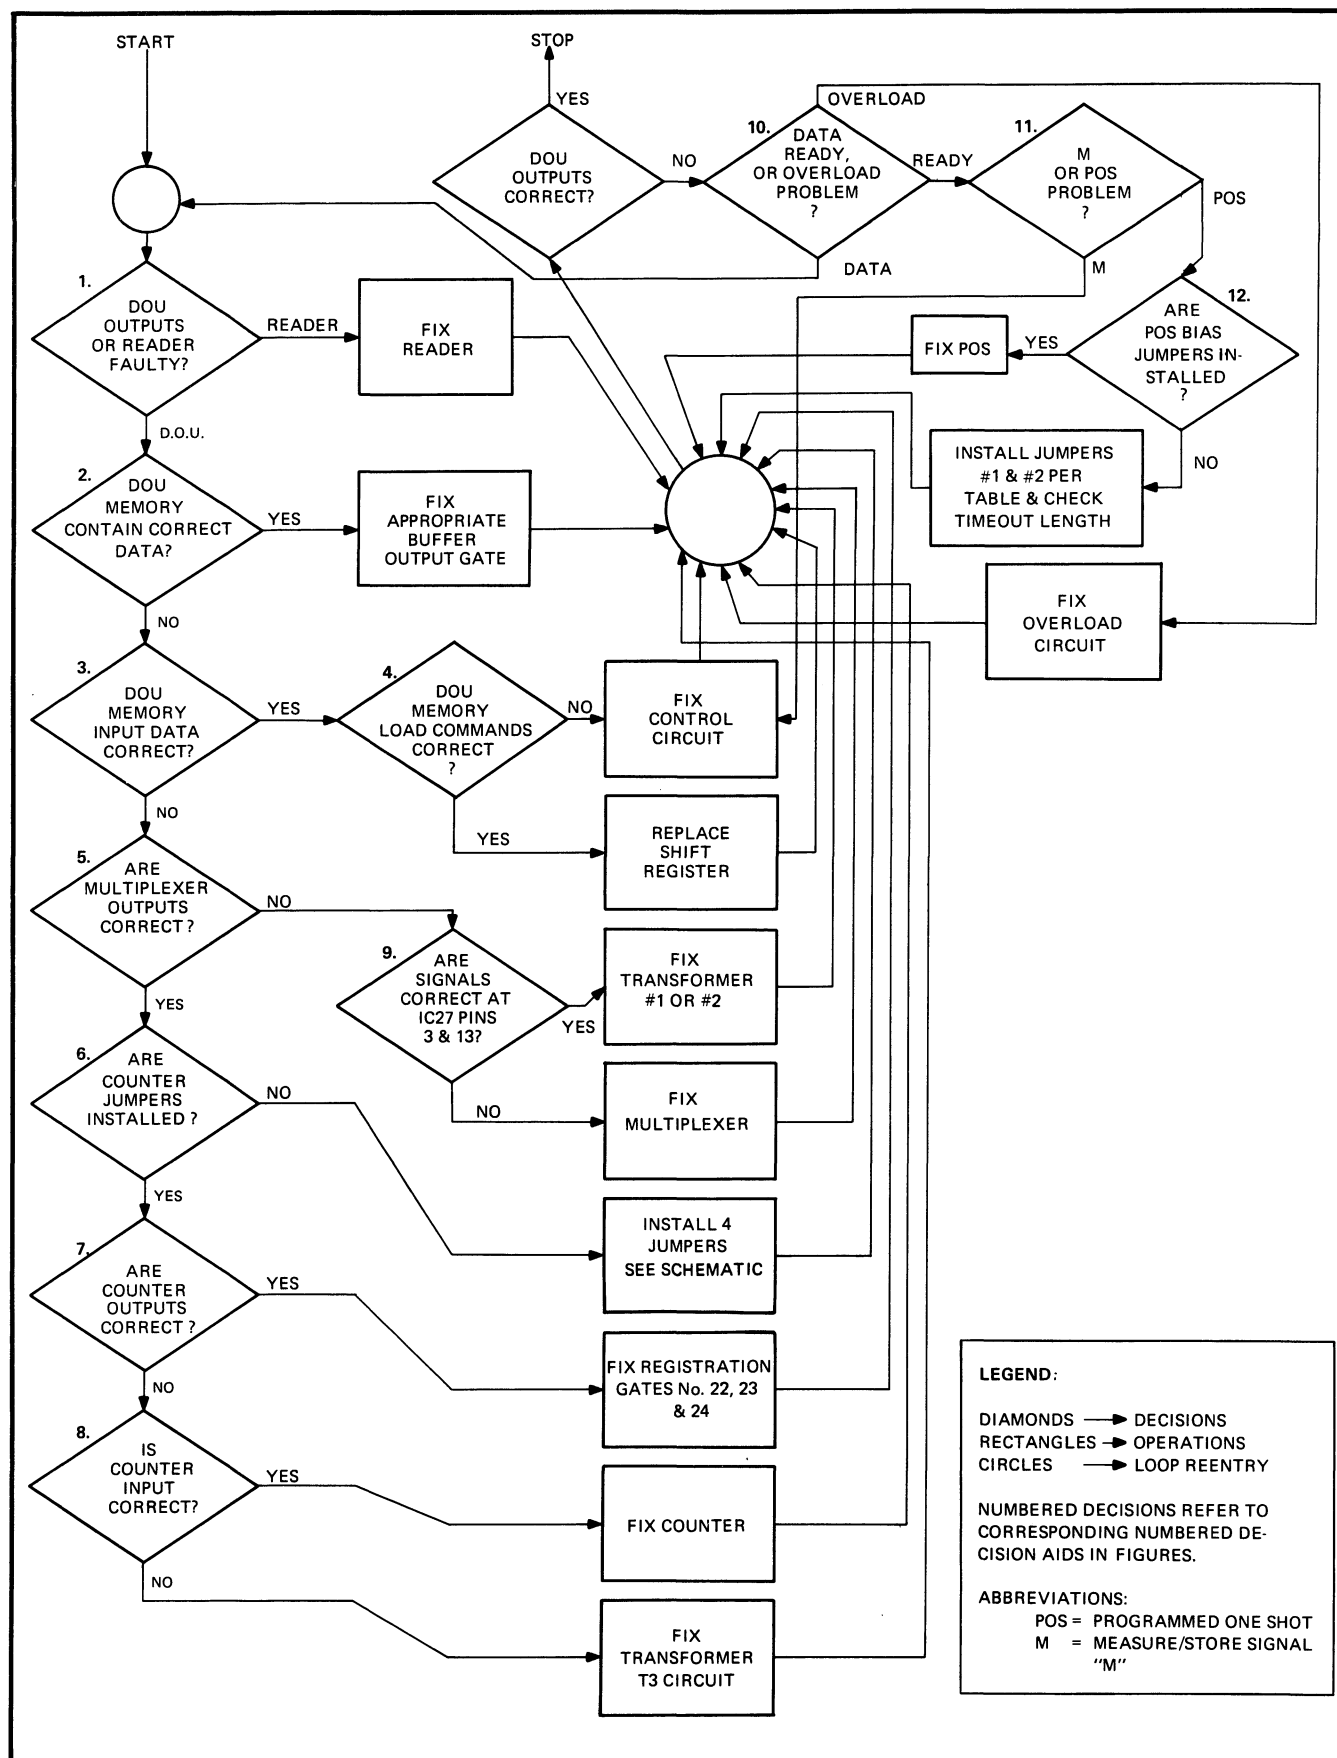 START
STOP
YES
DOU
OUTPUTS
CORRECT?
NO
10.
DATA
READY,
OR OVERLOAD
PROBLEM
?
OVERLOAD
READY
DATA
11.
M
OR POS
PROBLEM
?
POS
M
12.
ARE
POS BIAS
JUMPERS IN-
STALLED
?
YES
NO
FIX POS
INSTALL JUMPERS
#1 & #2 PER
TABLE & CHECK
TIMEOUT LENGTH
FIX
OVERLOAD
CIRCUIT
1.
DOU
OUTPUTS
OR READER
FAULTY?
READER
FIX
READER
D.O.U.
2.
DOU
MEMORY
CONTAIN CORRECT
DATA?
YES
FIX
APPROPRIATE
BUFFER
OUTPUT GATE
NO
3.
DOU
MEMORY
INPUT DATA
CORRECT?
YES
4.
DOU
MEMORY
LOAD COMMANDS
CORRECT
?
NO
FIX
CONTROL
CIRCUIT
YES
REPLACE
SHIFT
REGISTER
NO
5.
ARE
MULTIPLEXER
OUTPUTS
CORRECT?
NO
9.
ARE
SIGNALS
CORRECT AT
IC27 PINS
3 & 13?
YES
FIX
TRANSFORMER
#1 OR #2
NO
FIX
MULTIPLEXER
YES
6.
ARE
COUNTER
JUMPERS
INSTALLED?
NO
INSTALL 4
JUMPERS
SEE SCHEMATIC
YES
7.
ARE
COUNTER
OUTPUTS
CORRECT?
YES
FIX REGISTRATION
GATES No. 22, 23
& 24
NO
8.
IS
COUNTER
INPUT
CORRECT?
YES
FIX COUNTER
NO
FIX
TRANSFORMER
T3 CIRCUIT
LEGEND:
DIAMONDS → DECISIONS
RECTANGLES → OPERATIONS
CIRCLES → LOOP REENTRY
NUMBERED DECISIONS REFER TO
CORRESPONDING NUMBERED DE-
CISION AIDS IN FIGURES.
ABBREVIATIONS:
POS = PROGRAMMED ONE SHOT
M = MEASURE/STORE SIGNAL
"M"